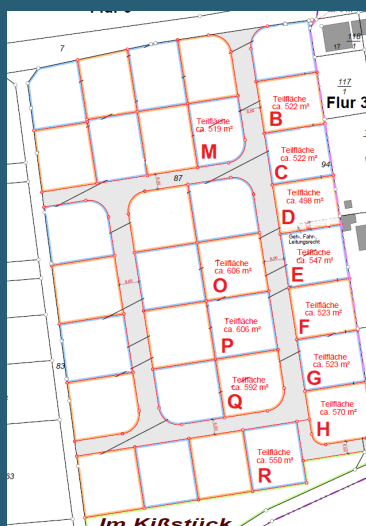 7
17
118
1
117
1
Flur 3
Teilfläche
ca. 522 m²
B
Teilfläche
ca. 519 m²
M
Teilfläche
ca. 522 m²
C
94
87
Teilfläche
ca. 498 m²
D
Geh-, Fahr-,
Leitungsrecht
Teilfläche
ca. 547 m²
E
Teilfläche
ca. 606 m²
O
Teilfläche
ca. 523 m²
F
Teilfläche
ca. 606 m²
P
83
Teilfläche
ca. 523 m²
G
Teilfläche
ca. 592 m²
Q
Teilfläche
ca. 570 m²
H
Teilfläche
ca. 550 m²
R
53
Im Kißstück